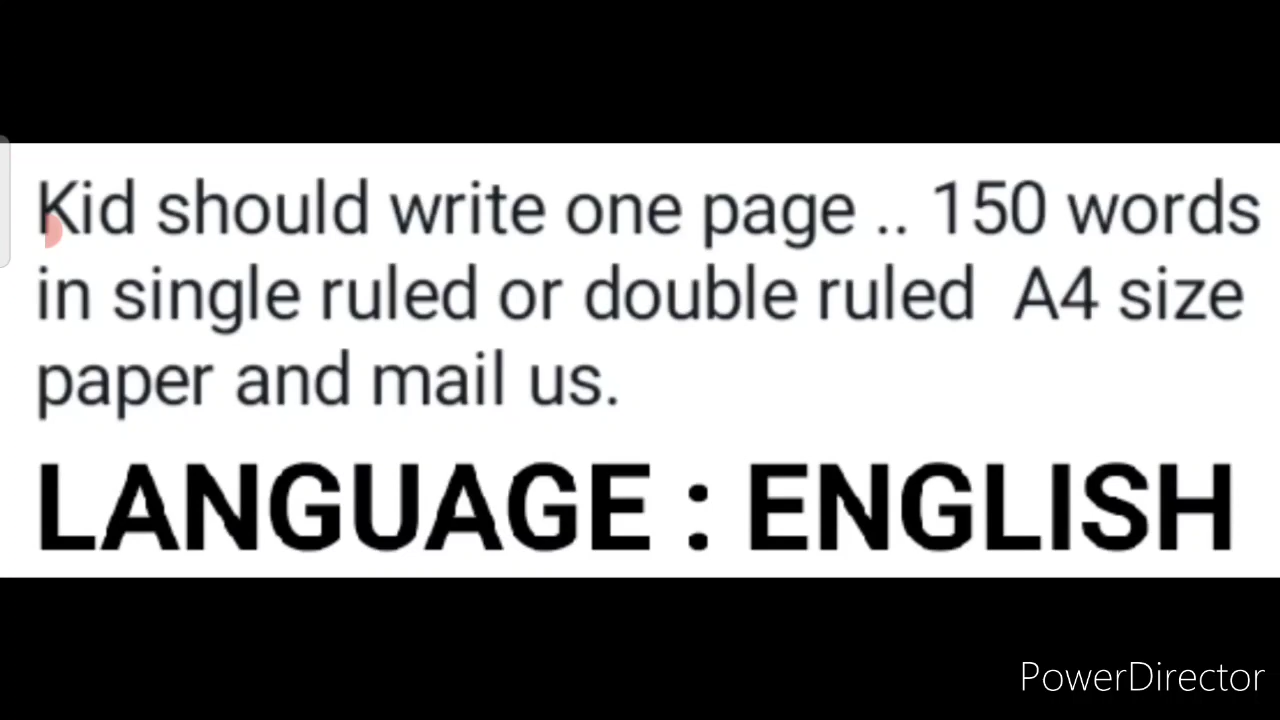 Kid should write one page .. 150 words
in single ruled or double ruled  A4 size
paper and mail us.
LANGUAGE : ENGLISH
PowerDirector